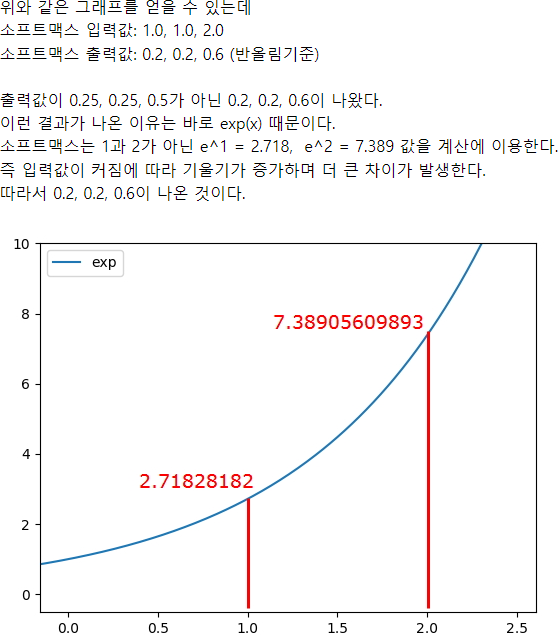 위와 같은 그래프를 얻을 수 있는데
소프트맥스 입력값: 1.0, 1.0, 2.0
소프트맥스 출력값: 0.2, 0.2, 0.6 (반올림기준)
출력값이 0.25, 0.25, 0.5가 아닌 0.2, 0.2, 0.6이 나왔다.
이런 결과가 나온 이유는 바로 exp(x) 때문이다.
소프트맥스는 1과 2가 아닌 e^1 = 2.718, e^2 = 7.389 값을 계산에 이용한다.
즉 입력값이 커짐에 따라 기울기가 증가하며 더 큰 차이가 발생한다.
따라서 0.2, 0.2, 0.6이 나온 것이다.
10
exp
8
7.38905609893
6
4
2.71828182
2
0
0.0 0.5 1.0 1.5 2.0 2.5